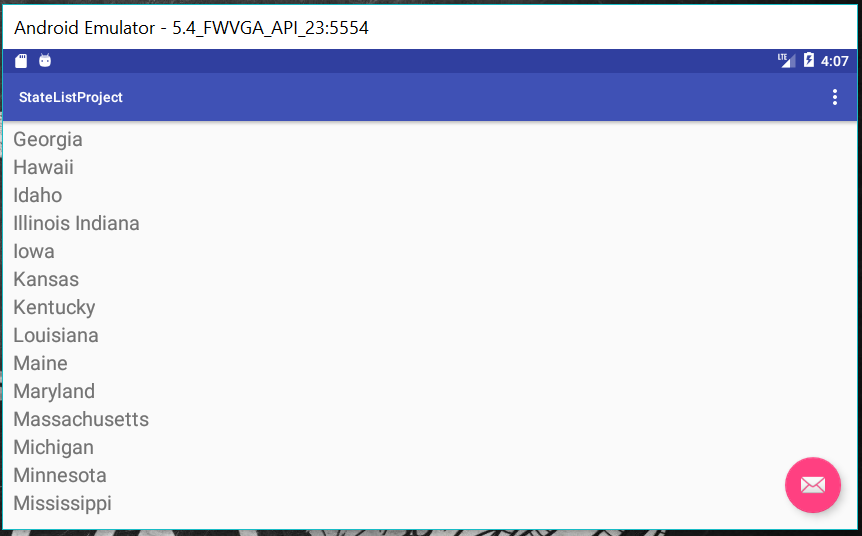 Android Emulator - 5.4_FWVGA_API_23:5554
LTE 4:07
StateListProject
Georgia
Hawaii
Idaho
Illinois Indiana
Iowa
Kansas
Kentucky
Louisiana
Maine
Maryland
Massachusetts
Michigan
Minnesota
Mississippi